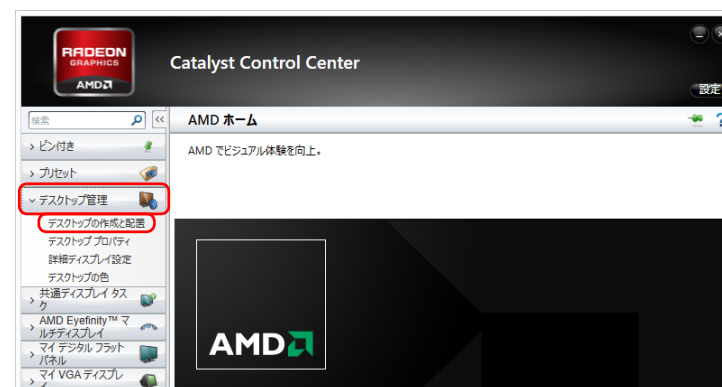 RADEON
GRAPHICS
AMD
Catalyst Control Center
設定
検索
«
AMD ホーム
?
ピン付き
AMD でビジュアル体験を向上。
プリセット
デスクトップ管理
デスクトップの作成と配置
デスクトップ プロパティ
詳細ディスプレイ設定
デスクトップの色
共通ディスプレイ タス
ク
AMD Eyefinity™ マ
ルチディスプレイ
マイ デジタル フラット
パネル
マイ VGA ディスプレ
AMD